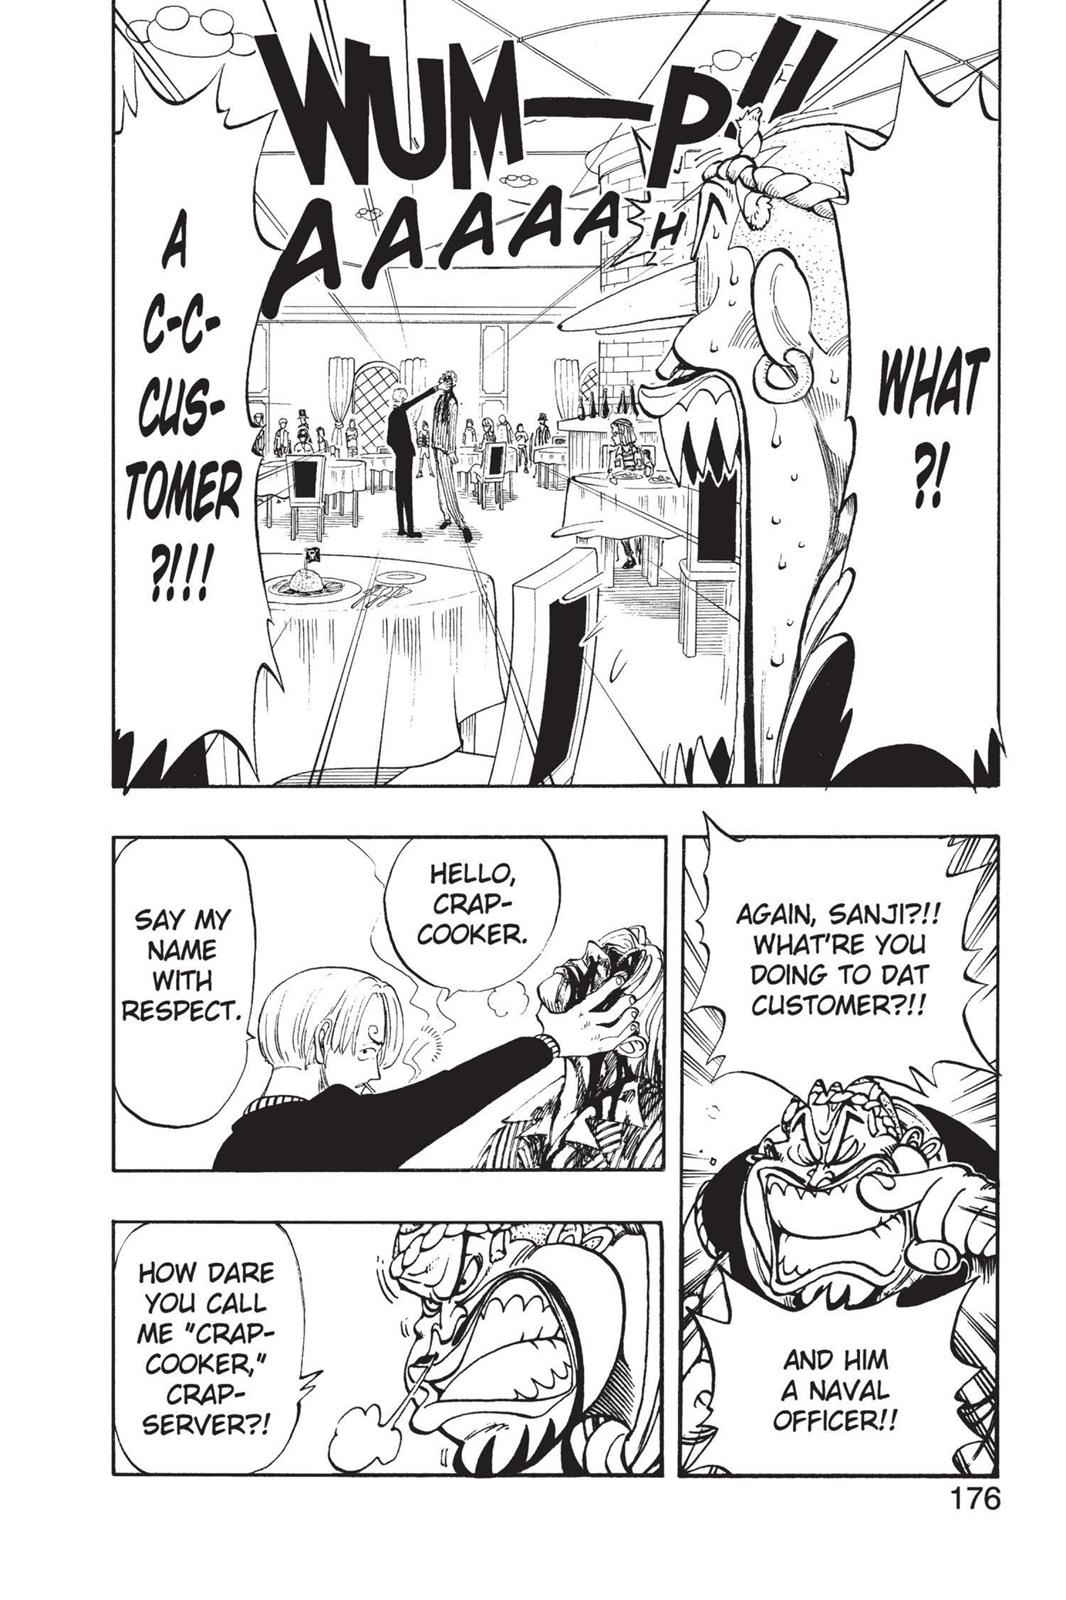 WUM—P!!
AAAAAH
WHAT
?!
A
C-C-
CUS-
TOMER
?!!!
AGAIN, SANJI?!!
WHAT'RE YOU
DOING TO DAT
CUSTOMER?!!
AND HIM
A NAVAL
OFFICER!!
HELLO,
CRAP-
COOKER.
SAY MY
NAME
WITH
RESPECT.
HOW DARE
YOU CALL
ME "CRAP-
COOKER,"
CRAP-
SERVER?!
176